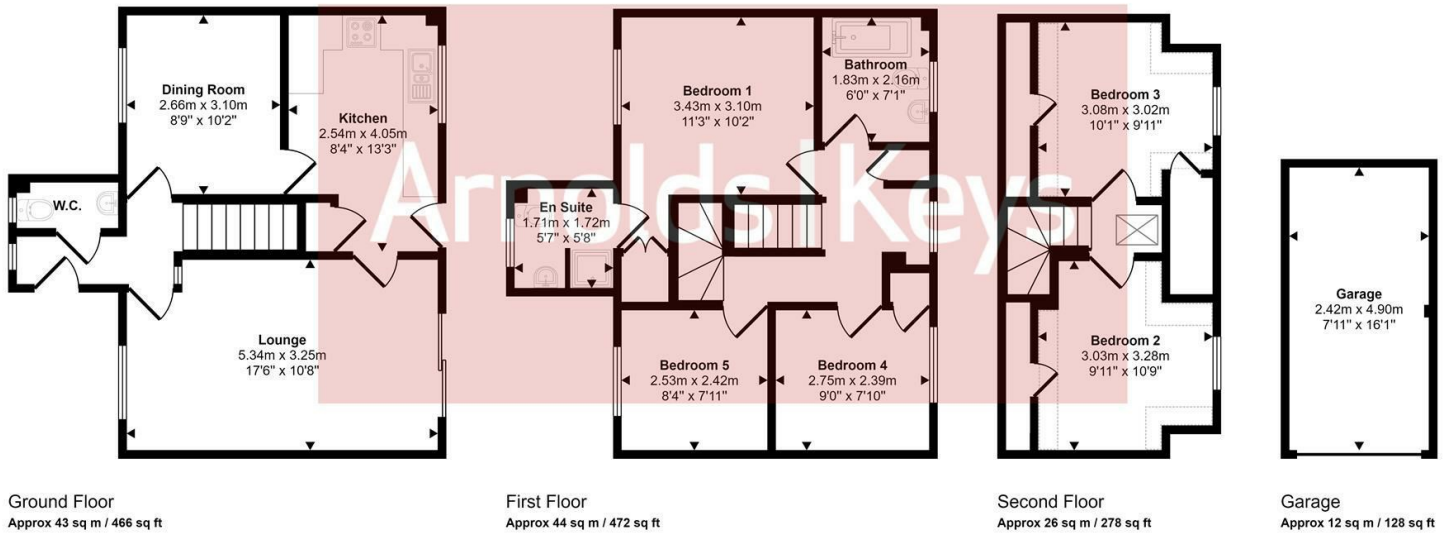 Dining Room
2.66m x 3.10m
8'9" x 10'2"
Kitchen
2.54m x 4.05m
8'4" x 13'3"
W.C.
Lounge
5.34m x 3.25m
17'6" x 10'8"
Bedroom 1
3.43m x 3.10m
11'3" x 10'2"
Bathroom
1.83m x 2.16m
6'0" x 7'1"
En Suite
1.71m x 1.72m
5'7" x 5'8"
Bedroom 5
2.53m x 2.42m
8'4" x 7'11"
Bedroom 4
2.75m x 2.39m
9'0" x 7'10"
Bedroom 3
3.08m x 3.02m
10'1" x 9'11"
Bedroom 2
3.03m x 3.28m
9'11" x 10'9"
Garage
2.42m x 4.90m
7'11" x 16'1"
Arnolds|Keys
Ground Floor
Approx 43 sq m / 466 sq ft
First Floor
Approx 44 sq m / 472 sq ft
Second Floor
Approx 26 sq m / 278 sq ft
Garage
Approx 12 sq m / 128 sq ft